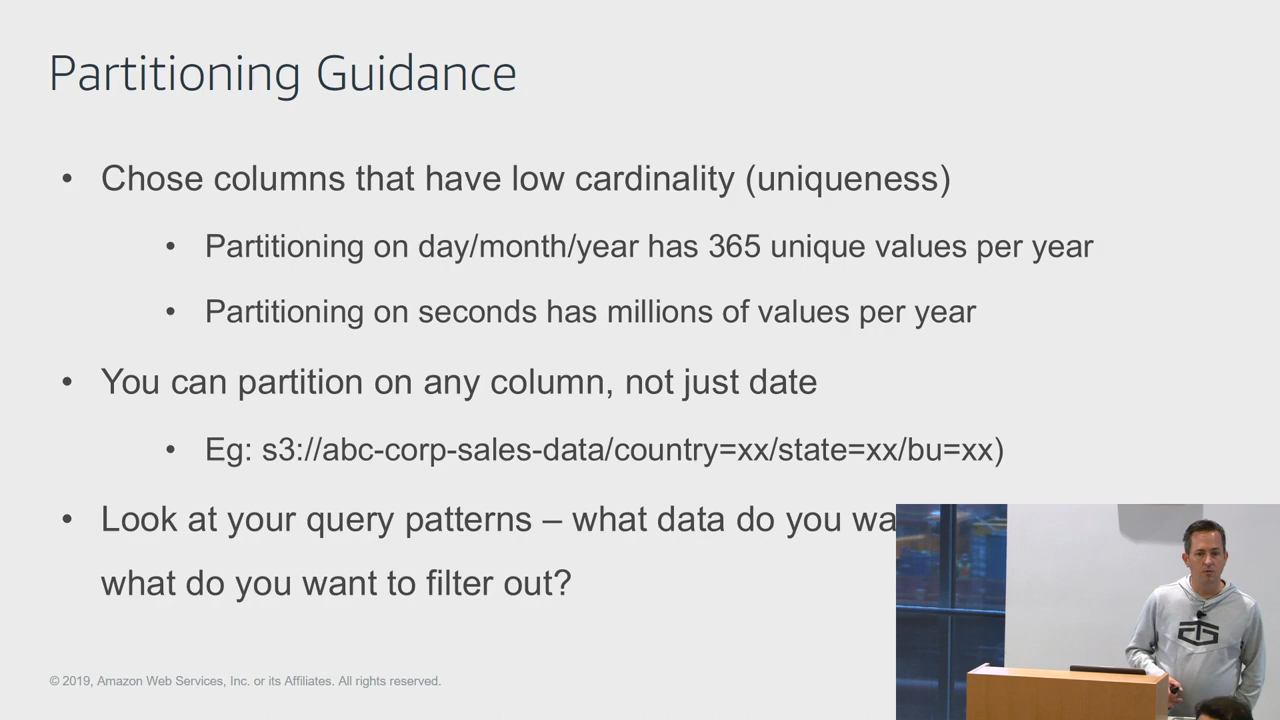 Partitioning Guidance
• Chose columns that have low cardinality (uniqueness)
• Partitioning on day/month/year has 365 unique values per year
• Partitioning on seconds has millions of values per year
• You can partition on any column, not just date
• Eg: s3://abc-corp-sales-data/country=xx/state=xx/bu=xx)
• Look at your query patterns – what data do you
what do you want to filter out?
© 2019, Amazon Web Services, Inc. or its Affiliates. All rights reserved.